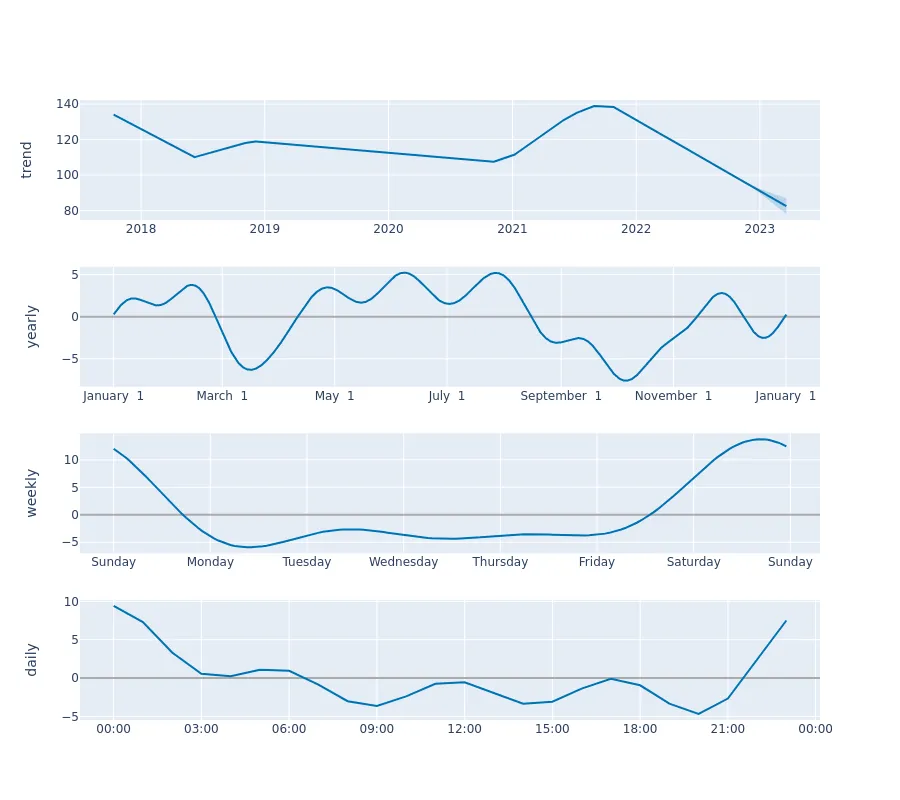 trend
140
120
100
80
2018 2019 2020 2021 2022 2023
yearly
5
0
−5
January 1 March 1 May 1 July 1 September 1 November 1 January 1
weekly
10
5
0
−5
Sunday Monday Tuesday Wednesday Thursday Friday Saturday Sunday
daily
10
5
0
−5
00:00 03:00 06:00 09:00 12:00 15:00 18:00 21:00 00:00